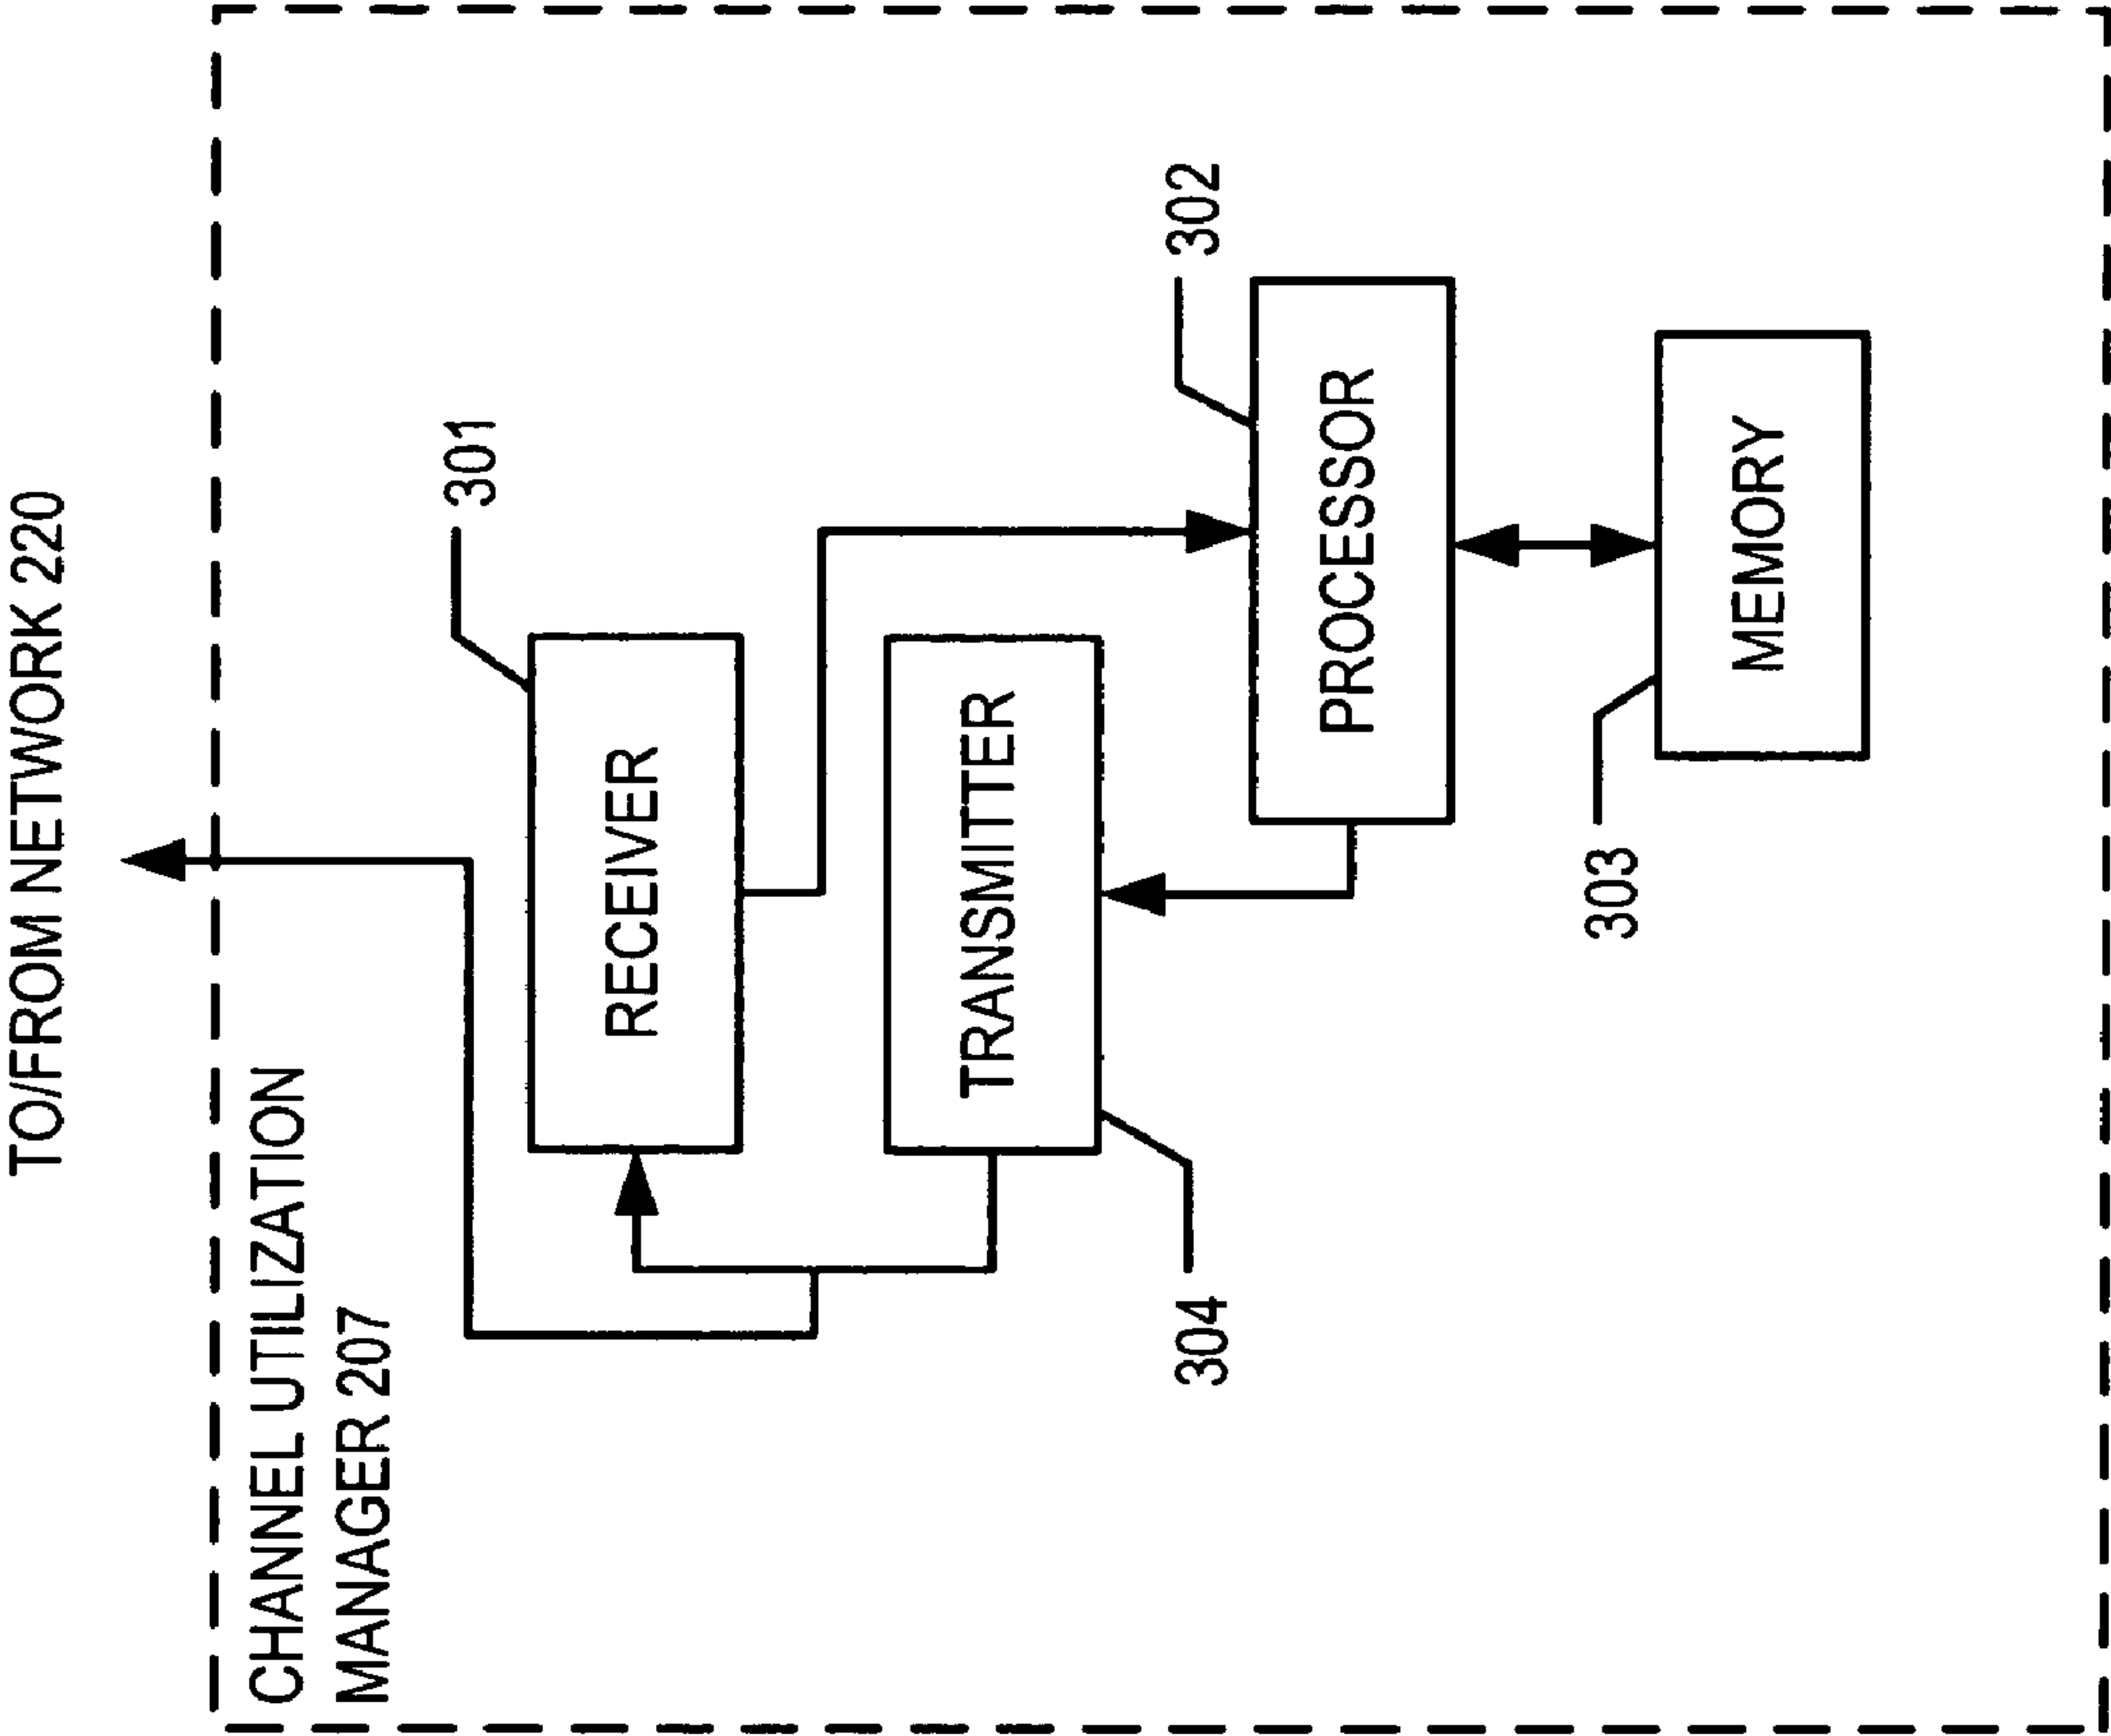 TO/FROM NETWORK 220
CHANNEL UTILIZATION
MANAGER 207
301
RECEIVER
TRANSMITTER
304
302
PROCESSOR
303
MEMORY